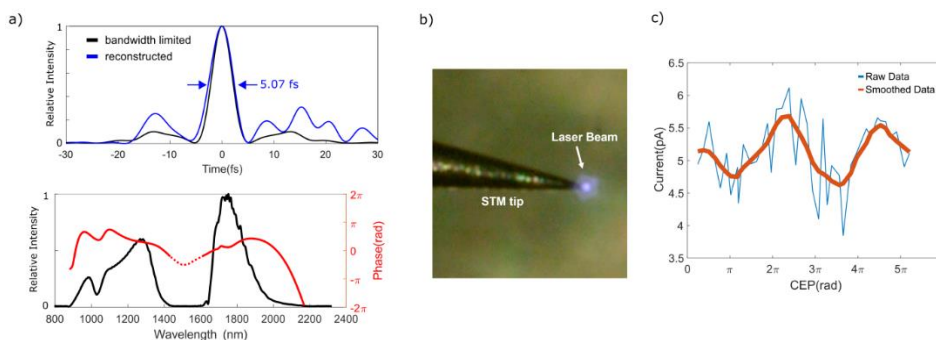 a)
bandwidth limited
reconstructed
5.07 fs
Relative Intensity
1
0
-30 -20 -10 0 10 20 30
Time(fs)
Relative Intensity
1
0
2π
π
0
-π
-2π
Phase(rad)
800 1000 1200 1400 1600 1800 2000 2200 2400
Wavelength (nm)
b)
Laser Beam
STM tip
c)
Raw Data
Smoothed Data
Current(pA)
6.5
6
5.5
5
4.5
4
3.5
0 π 2π 3π 4π 5π
CEP(rad)